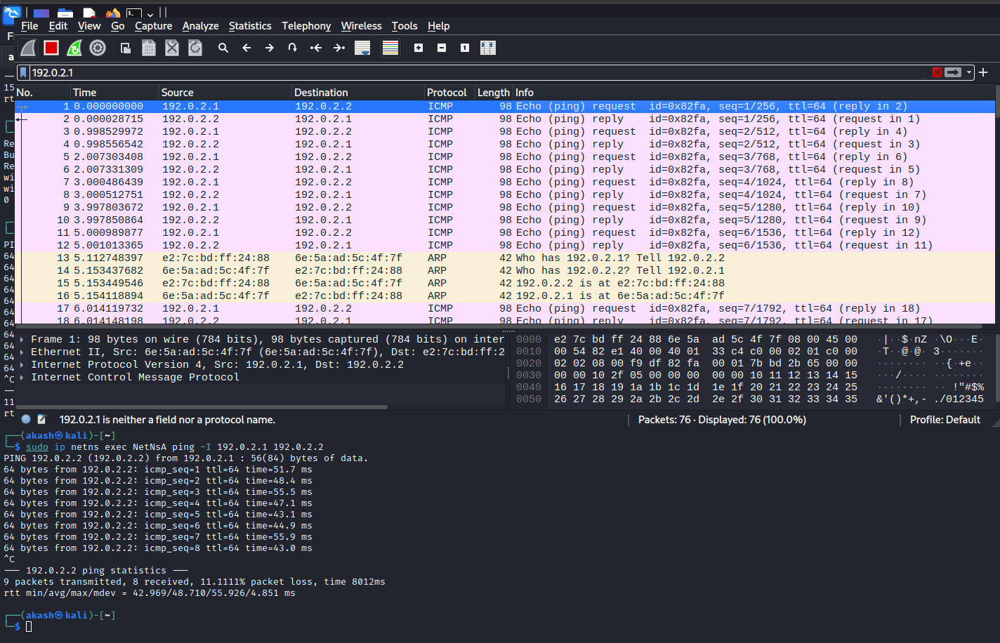 File Edit View Go Capture Analyze Statistics Telephony Wireless Tools Help
192.0.2.1
No. Time Source Destination Protocol Length Info
1 0.000000000 192.0.2.1 192.0.2.2 ICMP 98 Echo (ping) request id=0x82fa, seq=1/256, ttl=64 (reply in 2)
2 0.000028715 192.0.2.2 192.0.2.1 ICMP 98 Echo (ping) reply id=0x82fa, seq=1/256, ttl=64 (request in 1)
3 0.998529972 192.0.2.1 192.0.2.2 ICMP 98 Echo (ping) request id=0x82fa, seq=2/512, ttl=64 (reply in 4)
4 0.998556542 192.0.2.2 192.0.2.1 ICMP 98 Echo (ping) reply id=0x82fa, seq=2/512, ttl=64 (request in 3)
5 2.007303408 192.0.2.1 192.0.2.2 ICMP 98 Echo (ping) request id=0x82fa, seq=3/768, ttl=64 (reply in 6)
6 2.007331309 192.0.2.2 192.0.2.1 ICMP 98 Echo (ping) reply id=0x82fa, seq=3/768, ttl=64 (request in 5)
7 3.000486439 192.0.2.1 192.0.2.2 ICMP 98 Echo (ping) request id=0x82fa, seq=4/1024, ttl=64 (reply in 8)
8 3.000512751 192.0.2.2 192.0.2.1 ICMP 98 Echo (ping) reply id=0x82fa, seq=4/1024, ttl=64 (request in 7)
9 3.997803672 192.0.2.1 192.0.2.2 ICMP 98 Echo (ping) request id=0x82fa, seq=5/1280, ttl=64 (reply in 10)
10 3.997850864 192.0.2.2 192.0.2.1 ICMP 98 Echo (ping) reply id=0x82fa, seq=5/1280, ttl=64 (request in 9)
11 5.000989877 192.0.2.1 192.0.2.2 ICMP 98 Echo (ping) request id=0x82fa, seq=6/1536, ttl=64 (reply in 12)
12 5.001013365 192.0.2.2 192.0.2.1 ICMP 98 Echo (ping) reply id=0x82fa, seq=6/1536, ttl=64 (request in 11)
13 5.112748397 e2:7c:bd:ff:24:88 6e:5a:ad:5c:4f:7f ARP 42 Who has 192.0.2.1? Tell 192.0.2.2
14 5.153437682 6e:5a:ad:5c:4f:7f e2:7c:bd:ff:24:88 ARP 42 Who has 192.0.2.2? Tell 192.0.2.1
15 5.153449546 e2:7c:bd:ff:24:88 6e:5a:ad:5c:4f:7f ARP 42 192.0.2.2 is at e2:7c:bd:ff:24:88
16 5.154118894 6e:5a:ad:5c:4f:7f e2:7c:bd:ff:24:88 ARP 42 192.0.2.1 is at 6e:5a:ad:5c:4f:7f
17 6.014119732 192.0.2.1 192.0.2.2 ICMP 98 Echo (ping) request id=0x82fa, seq=7/1792, ttl=64 (reply in 18)
18 6.014148198 192.0.2.2 192.0.2.1 ICMP 98 Echo (ping) reply id=0x82fa, seq=7/1792, ttl=64 (request in 17)
Frame 1: 98 bytes on wire (784 bits), 98 bytes captured (784 bits) on inter
Ethernet II, Src: 6e:5a:ad:5c:4f:7f (6e:5a:ad:5c:4f:7f), Dst: e2:7c:bd:ff:2
Internet Protocol Version 4, Src: 192.0.2.1, Dst: 192.0.2.2
Internet Control Message Protocol
0000 e2 7c bd ff 24 88 6e 5a ad 5c 4f 7f 08 00 45 00 ·|··$·nZ ·\O···E·
0010 00 54 82 e1 40 00 40 01 33 c4 c0 00 02 01 c0 00 ·T··@·@· 3·······
0020 02 02 08 00 f9 df 82 fa 00 01 7b bd 2b 65 00 00 ········ ··{·+e··
0030 00 00 10 2f 05 00 00 00 00 00 10 11 12 13 14 15 ···/···· ········
0040 16 17 18 19 1a 1b 1c 1d 1e 1f 20 21 22 23 24 25 ········ ·· !"#$%
0050 26 27 28 29 2a 2b 2c 2d 2e 2f 30 31 32 33 34 35 &'()*+,- ./012345
192.0.2.1 is neither a field nor a protocol name.
Packets: 76 · Displayed: 76 (100.0%)
Profile: Default
┌──(akash㉿kali)-[~]
└─$ sudo ip netns exec NetNsA ping -I 192.0.2.1 192.0.2.2
PING 192.0.2.2 (192.0.2.2) from 192.0.2.1 : 56(84) bytes of data.
64 bytes from 192.0.2.2: icmp_seq=1 ttl=64 time=51.7 ms
64 bytes from 192.0.2.2: icmp_seq=2 ttl=64 time=48.4 ms
64 bytes from 192.0.2.2: icmp_seq=3 ttl=64 time=55.5 ms
64 bytes from 192.0.2.2: icmp_seq=4 ttl=64 time=47.1 ms
64 bytes from 192.0.2.2: icmp_seq=5 ttl=64 time=43.1 ms
64 bytes from 192.0.2.2: icmp_seq=6 ttl=64 time=44.9 ms
64 bytes from 192.0.2.2: icmp_seq=7 ttl=64 time=55.9 ms
64 bytes from 192.0.2.2: icmp_seq=8 ttl=64 time=43.0 ms
^C
--- 192.0.2.2 ping statistics ---
9 packets transmitted, 8 received, 11.1111% packet loss, time 8012ms
rtt min/avg/max/mdev = 42.969/48.710/55.926/4.851 ms
┌──(akash㉿kali)-[~]
└─$